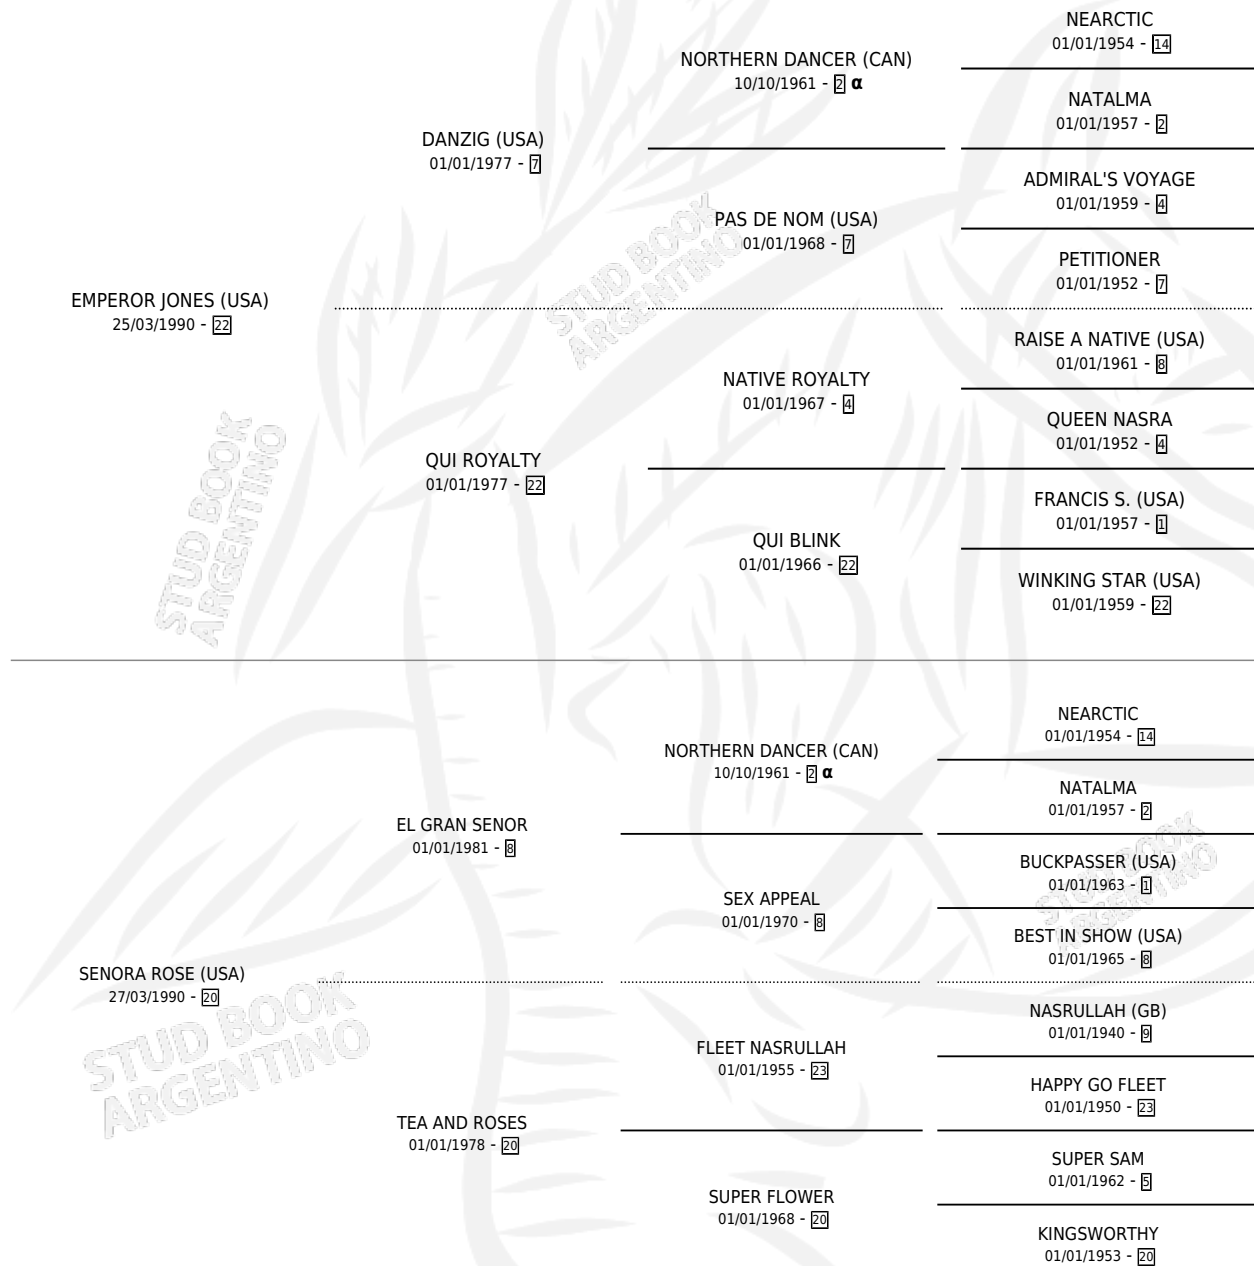 NEARCTIC
01/01/1954 - 14
NORTHERN DANCER (CAN)
10/10/1961 - 2 α
NATALMA
01/01/1957 - 2
DANZIG (USA)
01/01/1977 - 7
ADMIRAL'S VOYAGE
01/01/1959 - 4
PAS DE NOM (USA)
01/01/1968 - 7
PETITIONER
01/01/1952 - 7
EMPEROR JONES (USA)
25/03/1990 - 22
RAISE A NATIVE (USA)
01/01/1961 - 8
NATIVE ROYALTY
01/01/1967 - 4
QUEEN NASRA
01/01/1952 - 4
QUI ROYALTY
01/01/1977 - 22
FRANCIS S. (USA)
01/01/1957 - 1
QUI BLINK
01/01/1966 - 22
WINKING STAR (USA)
01/01/1959 - 22
NEARCTIC
01/01/1954 - 14
NORTHERN DANCER (CAN)
10/10/1961 - 2 α
NATALMA
01/01/1957 - 2
EL GRAN SENOR
01/01/1981 - 8
BUCKPASSER (USA)
01/01/1963 - 1
SEX APPEAL
01/01/1970 - 8
BEST IN SHOW (USA)
01/01/1965 - 8
SENORA ROSE (USA)
27/03/1990 - 20
NASRULLAH (GB)
01/01/1940 - 9
FLEET NASRULLAH
01/01/1955 - 23
HAPPY GO FLEET
01/01/1950 - 23
TEA AND ROSES
01/01/1978 - 20
SUPER SAM
01/01/1962 - 5
SUPER FLOWER
01/01/1968 - 20
KINGSWORTHY
01/01/1953 - 20
STUD BOOK
ARGENTINO
STUD BOOK
ARGENTINO
STUD BOOK
ARGENTINO
STUD BOOK
ARGENTINO